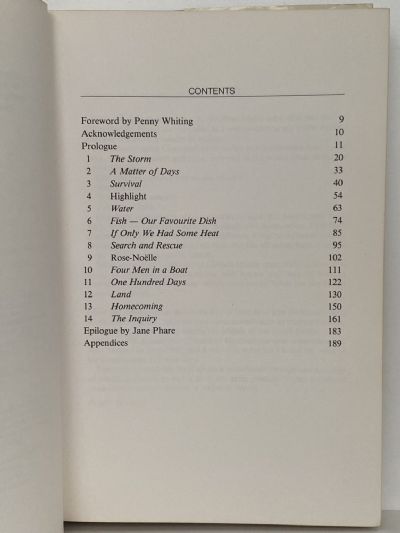 CONTENTS
Foreword by Penny Whiting 9
Acknowledgements 10
Prologue 11
1 The Storm 20
2 A Matter of Days 33
3 Survival 40
4 Highlight 54
5 Water 63
6 Fish — Our Favourite Dish 74
7 If Only We Had Some Heat 85
8 Search and Rescue 95
9 Rose-Noëlle 102
10 Four Men in a Boat 111
11 One Hundred Days 122
12 Land 130
13 Homecoming 150
14 The Inquiry 161
Epilogue by Jane Phare 183
Appendices 189